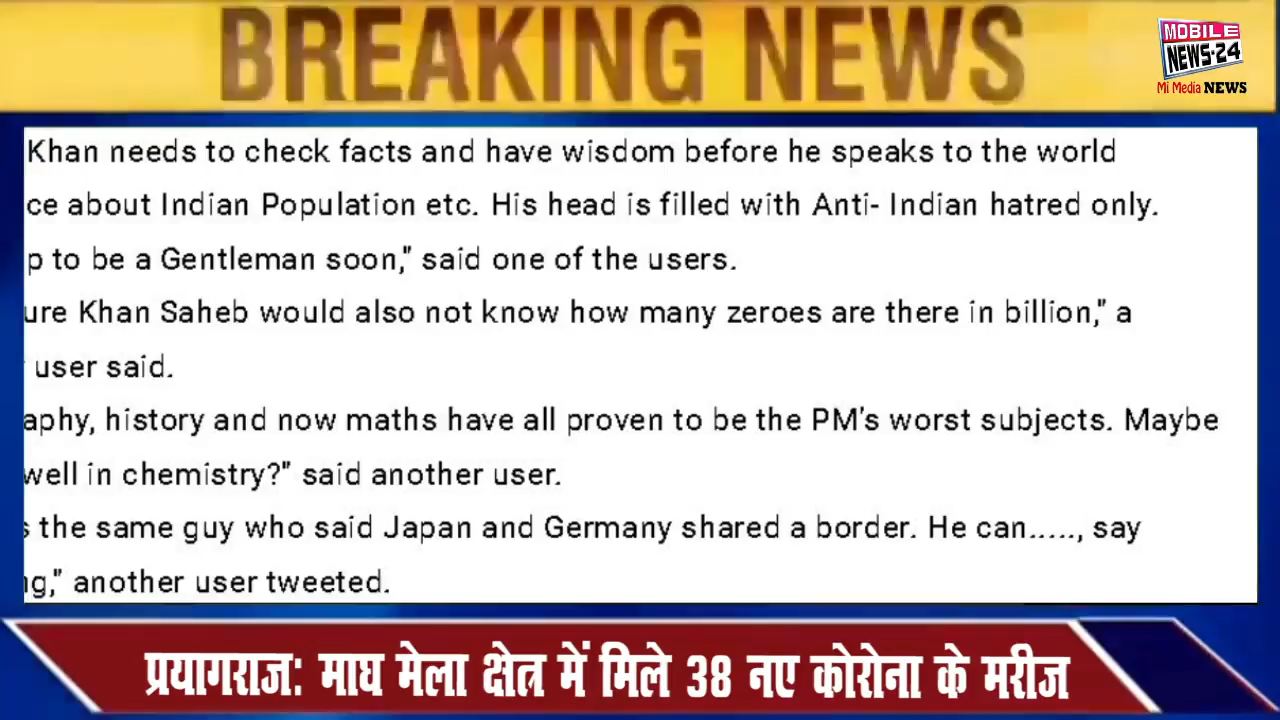 BREAKING NEWS
MOBILE
NEWS-24
Mi Media NEWS
Khan needs to check facts and have wisdom before he speaks to the world
ce about Indian Population etc. His head is filled with Anti- Indian hatred only.
p to be a Gentleman soon," said one of the users.
ure Khan Saheb would also not know how many zeroes are there in billion," a
user said.
aphy, history and now maths have all proven to be the PM's worst subjects. Maybe
well in chemistry?" said another user.
s the same guy who said Japan and Germany shared a border. He can....., say
ng," another user tweeted.
प्रयागराज: माघ मेला क्षेत्र में मिले 38 नए कोरोना के मरीज